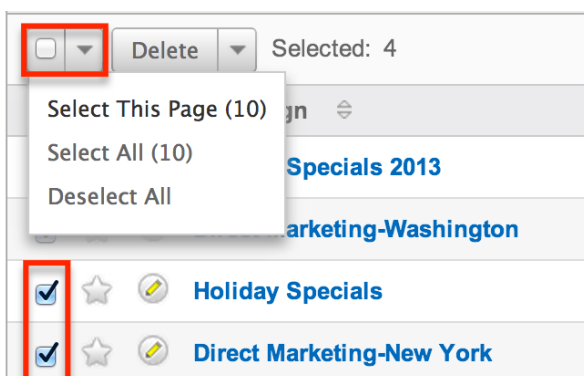 Delete Selected: 4
Select This Page (10)
Select All (10)
Deselect All
Specials 2013
Marketing-Washington
Holiday Specials
Direct Marketing-New York